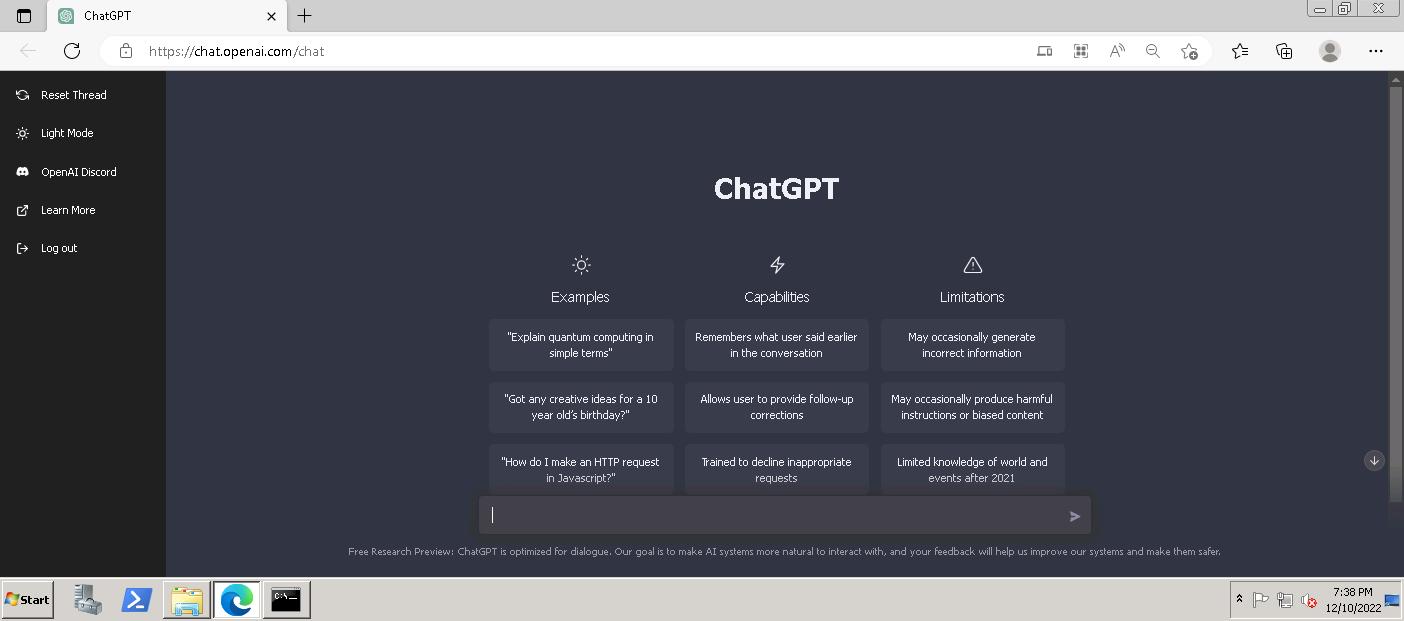 ChatGPT
https://chat.openai.com/chat
Reset Thread
Light Mode
OpenAI Discord
Learn More
Log out
ChatGPT
Examples
"Explain quantum computing in
simple terms"
"Got any creative ideas for a 10
year old's birthday?"
"How do I make an HTTP request
in Javascript?"
Capabilities
Remembers what user said earlier
in the conversation
Allows user to provide follow-up
corrections
Trained to decline inappropriate
requests
Limitations
May occasionally generate
incorrect information
May occasionally produce harmful
instructions or biased content
Limited knowledge of world and
events after 2021
Free Research Preview: ChatGPT is optimized for dialogue. Our goal is to make AI systems more natural to interact with, and your feedback will help us improve our systems and make them safer.
Start
C:\
7:38 PM
12/10/2022